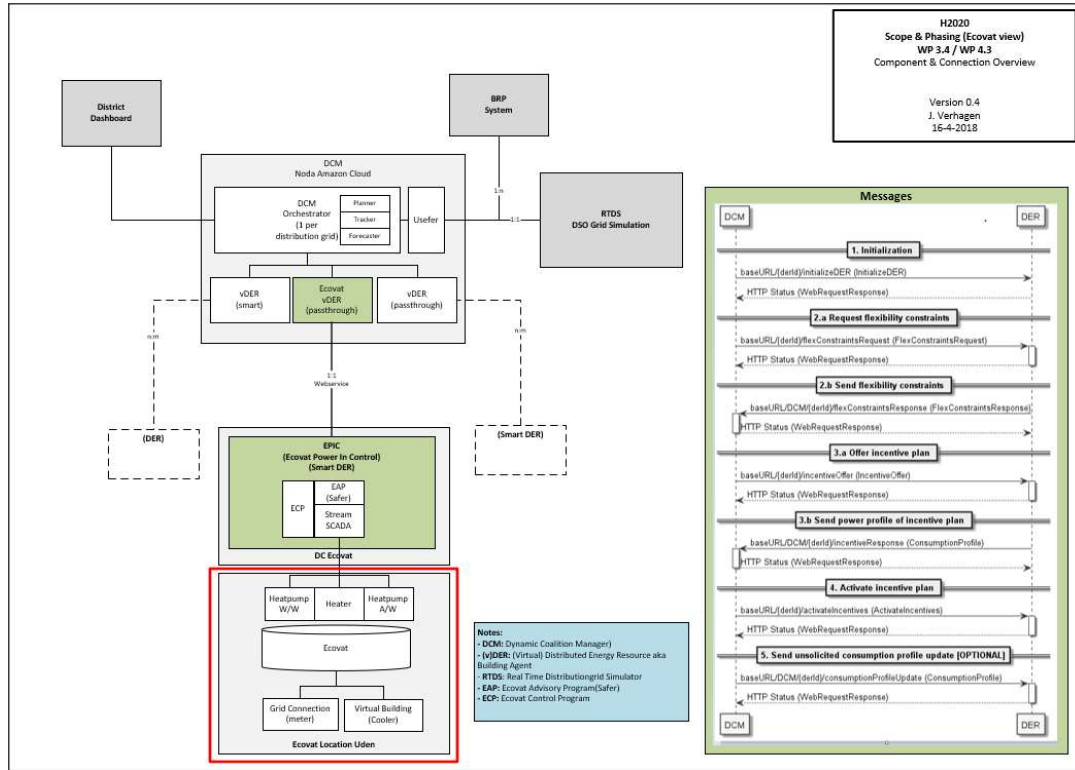 H2020
Scope & Phasing (Ecovat view)
WP 3.4 / WP 4.3
Component & Connection Overview
Version 0.4
J. Verhagen
16-4-2018
District
Dashboard
BRP
System
DCM
Noda Amazon Cloud
DCM
Orchestrator
(1 per
distribution grid)
Planner
Tracker
Forecaster
Usefer
1:n
1:1
RTDS
DSO Grid Simulation
vDER
(smart)
Ecovat
vDER
(passthrough)
vDER
(passthrough)
n:m
n:m
1:1
Webservice
(DER)
(Smart DER)
EPIC
(Ecovat Power In Control)
(Smart DER)
ECP
EAP
(Safer)
Stream
SCADA
DC Ecovat
Heatpump
W/W
Heater
Heatpump
A/W
Ecovat
Grid Connection
(meter)
Virtual Building
(Cooler)
Ecovat Location Uden
Notes:
- DCM: Dynamic Coalition Manager)
- (v)DER: (Virtual) Distributed Energy Resource aka
Building Agent
- RTDS: Real Time Distributiongrid Simulator
- EAP: Ecovat Advisory Program(Safer)
- ECP: Ecovat Control Program
Messages
DCM
DER
1. Initialization
baseURL/[derId]/initializeDER (InitializeDER)
HTTP Status (WebRequestResponse)
2.a Request flexibility constraints
baseURL/[derId]/flexConstraintsRequest (FlexConstraintsRequest)
HTTP Status (WebRequestResponse)
2.b Send flexibility constraints
baseURL/DCM/[derId]/flexConstraintsResponse (FlexConstraintsResponse)
HTTP Status (WebRequestResponse)
3.a Offer incentive plan
baseURL/[derId]/incentiveOffer (IncentiveOffer)
HTTP Status (WebRequestResponse)
3.b Send power profile of incentive plan
baseURL/DCM/[derId]/incentiveResponse (ConsumptionProfile)
HTTP Status (WebRequestResponse)
4. Activate incentive plan
baseURL/[derId]/activateIncentives (ActivateIncentives)
HTTP Status (WebRequestResponse)
5. Send unsolicited consumption profile update [OPTIONAL]
baseURL/DCM/[derId]/consumptionProfileUpdate (ConsumptionProfile)
HTTP Status (WebRequestResponse)
DCM
DER